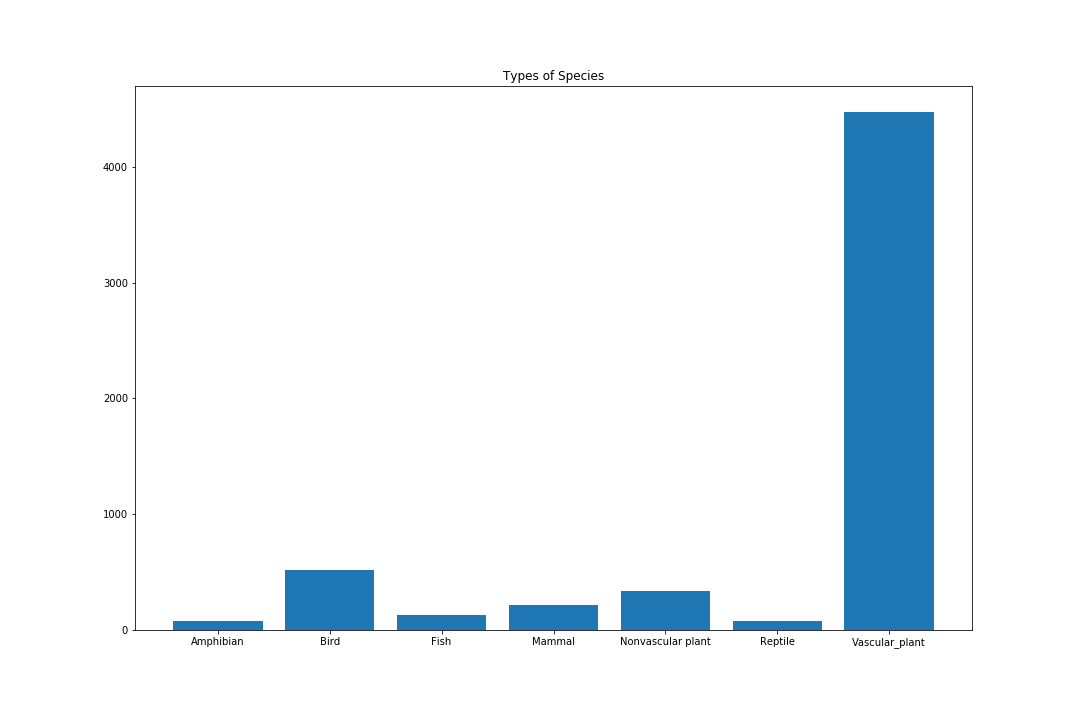 Types of Species
4000
3000
2000
1000
0
Amphibian Bird Fish Mammal Nonvascular plant Reptile Vascular_plant